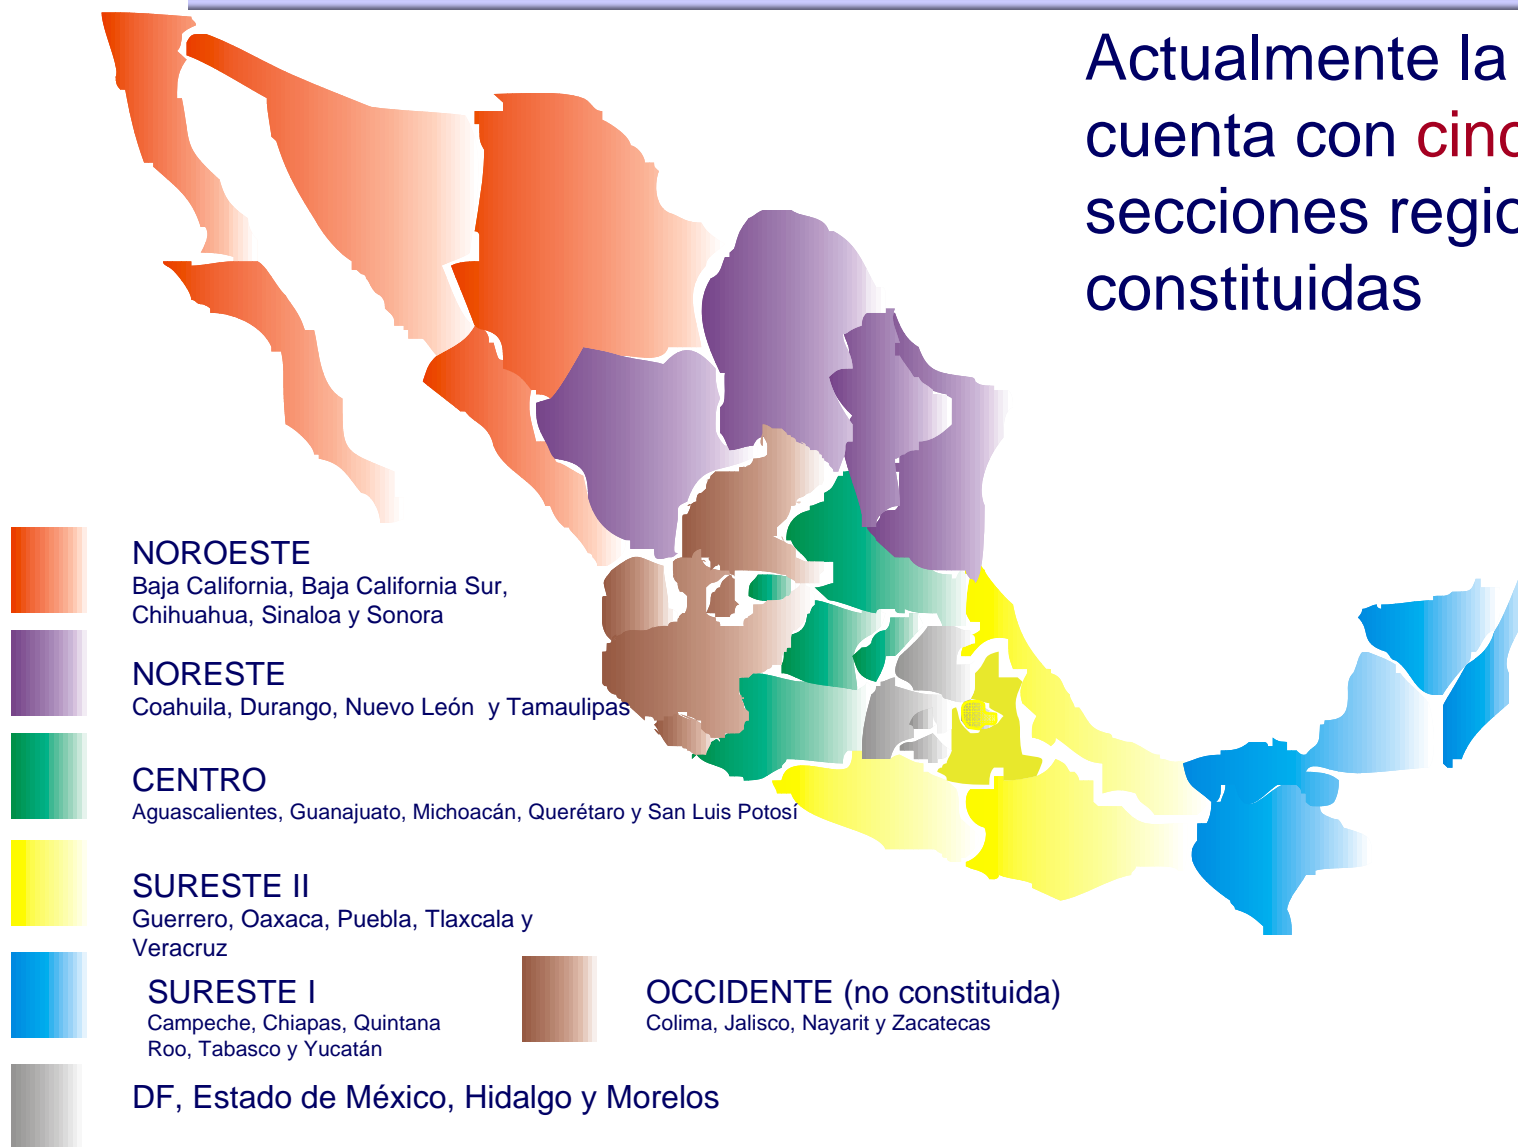 Actualmente la
cuenta con
secciones
constituidas
NOROESTE
Baja California, Baja California Sur,
Chihuahua, Sinaloa y Sonora
NORESTE
Coahuila, Durango, Nuevo León y Tamaulipas
CENTRO
Aguascalientes, Guanajuato, Michoacán, Querétaro y San Luis Potosí
SURESTE II
Guerrero, Oaxaca, Puebla, Tlaxcala y
Veracruz
SURESTE I
Campeche, Chiapas, Quintana
Roo, Tabasco y Yucatán
OCCIDENTE (no constituida)
Colima, Jalisco, Nayarit y Zacatecas
DF, Estado de México, Hidalgo y Morelos